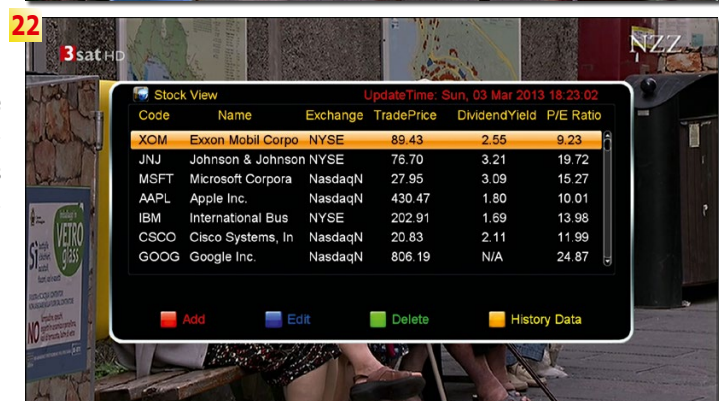 22
3sat HD
NZZ
Stock View UpdateTime: Sun, 03 Mar 2013 18:23:02
Code Name Exchange TradePrice DividendYield P/E Ratio
XOM Exxon Mobil Corpo NYSE 89.43 2.55 9.23
JNJ Johnson & Johnson NYSE 76.70 3.21 19.72
MSFT Microsoft Corpora NasdaqN 27.95 3.09 15.27
AAPL Apple Inc. NasdaqN 430.47 1.80 10.01
IBM International Bus NYSE 202.91 1.69 13.98
CSCO Cisco Systems, In NasdaqN 20.83 2.11 11.99
GOOG Google Inc. NasdaqN 806.19 N/A 24.87
Add Edit Delete History Data
VETRO
glass
Sì
NO